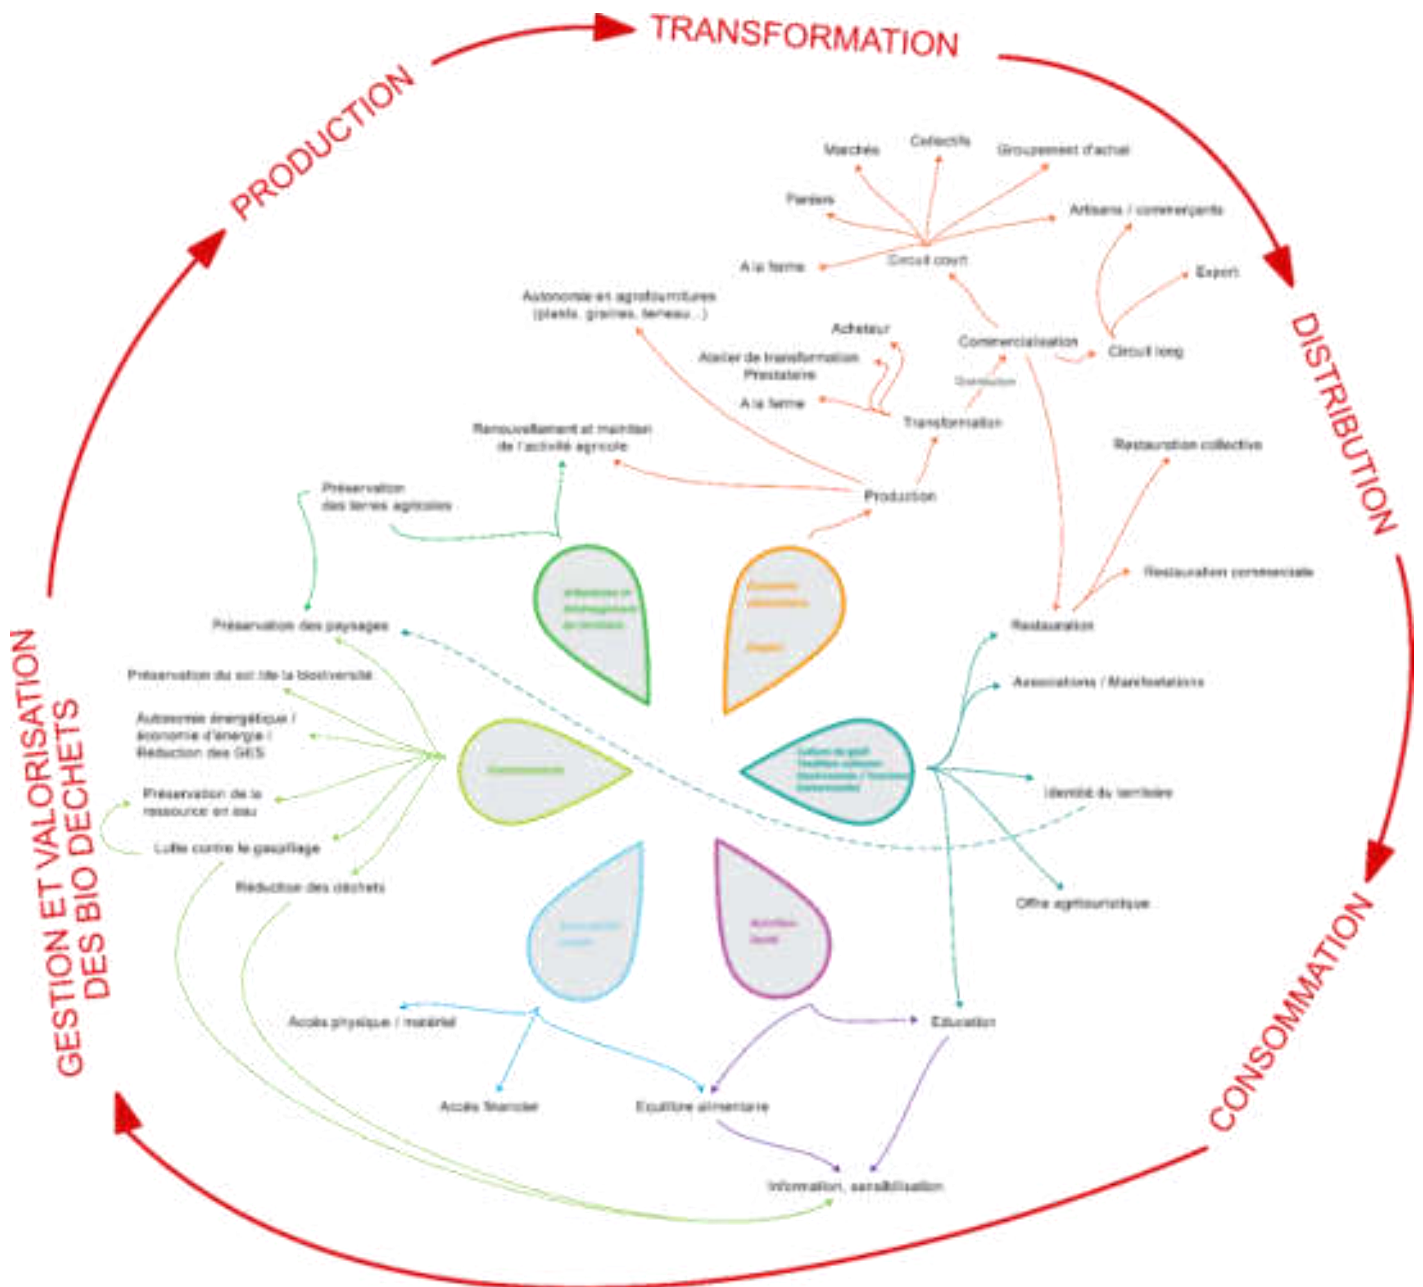 TRANSFORMATION
PRODUCTION
DISTRIBUTION
CONSOMMATION
GESTION ET VALORISATION
DES BIO DECHETS
Marchés
Collectifs
Groupement d'achat
Paniers
Artisans / commerçants
A la ferme
Circuit court
Export
Autonomie en agrofournitures
(plants, graines, terreau...)
Acheteur
Commercialisation
Circuit long
Atelier de transformation
Prestataire
Distribution
A la ferme
Transformation
Renouvellement et maintien
de l'activité agricole
Restauration collective
Préservation
des terres agricoles
Production
Restauration commerciale
Préservation des paysages
Restauration
Préservation du sol /de la biodiversité
Associations / Manifestations
Autonomie énergétique /
économie d'énergie /
Réduction des GES
Préservation de la
ressource en eau
Identité du territoire
Lutte contre le gaspillage
Réduction des déchets
Offre agritouristique
Nutrition
Santé
Accès physique / matériel
Education
Accès financier
Equilibre alimentaire
Information, sensibilisation